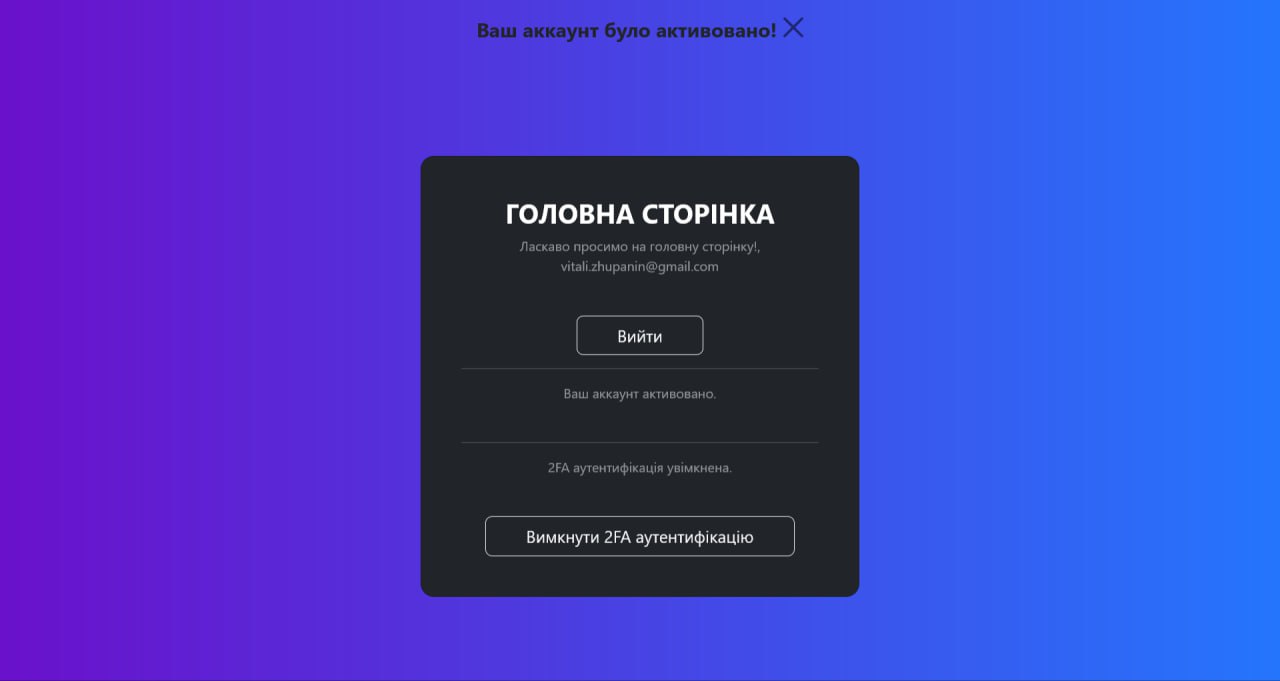 Ваш аккаунт було активовано!
ГОЛОВНА СТОРІНКА
Ласкаво просимо на головну сторінку!,
vitali.zhupanin@gmail.com
Вийти
Ваш аккаунт активовано.
2FA аутентифікація увімкнена.
Вимкнути 2FA аутентифікацію